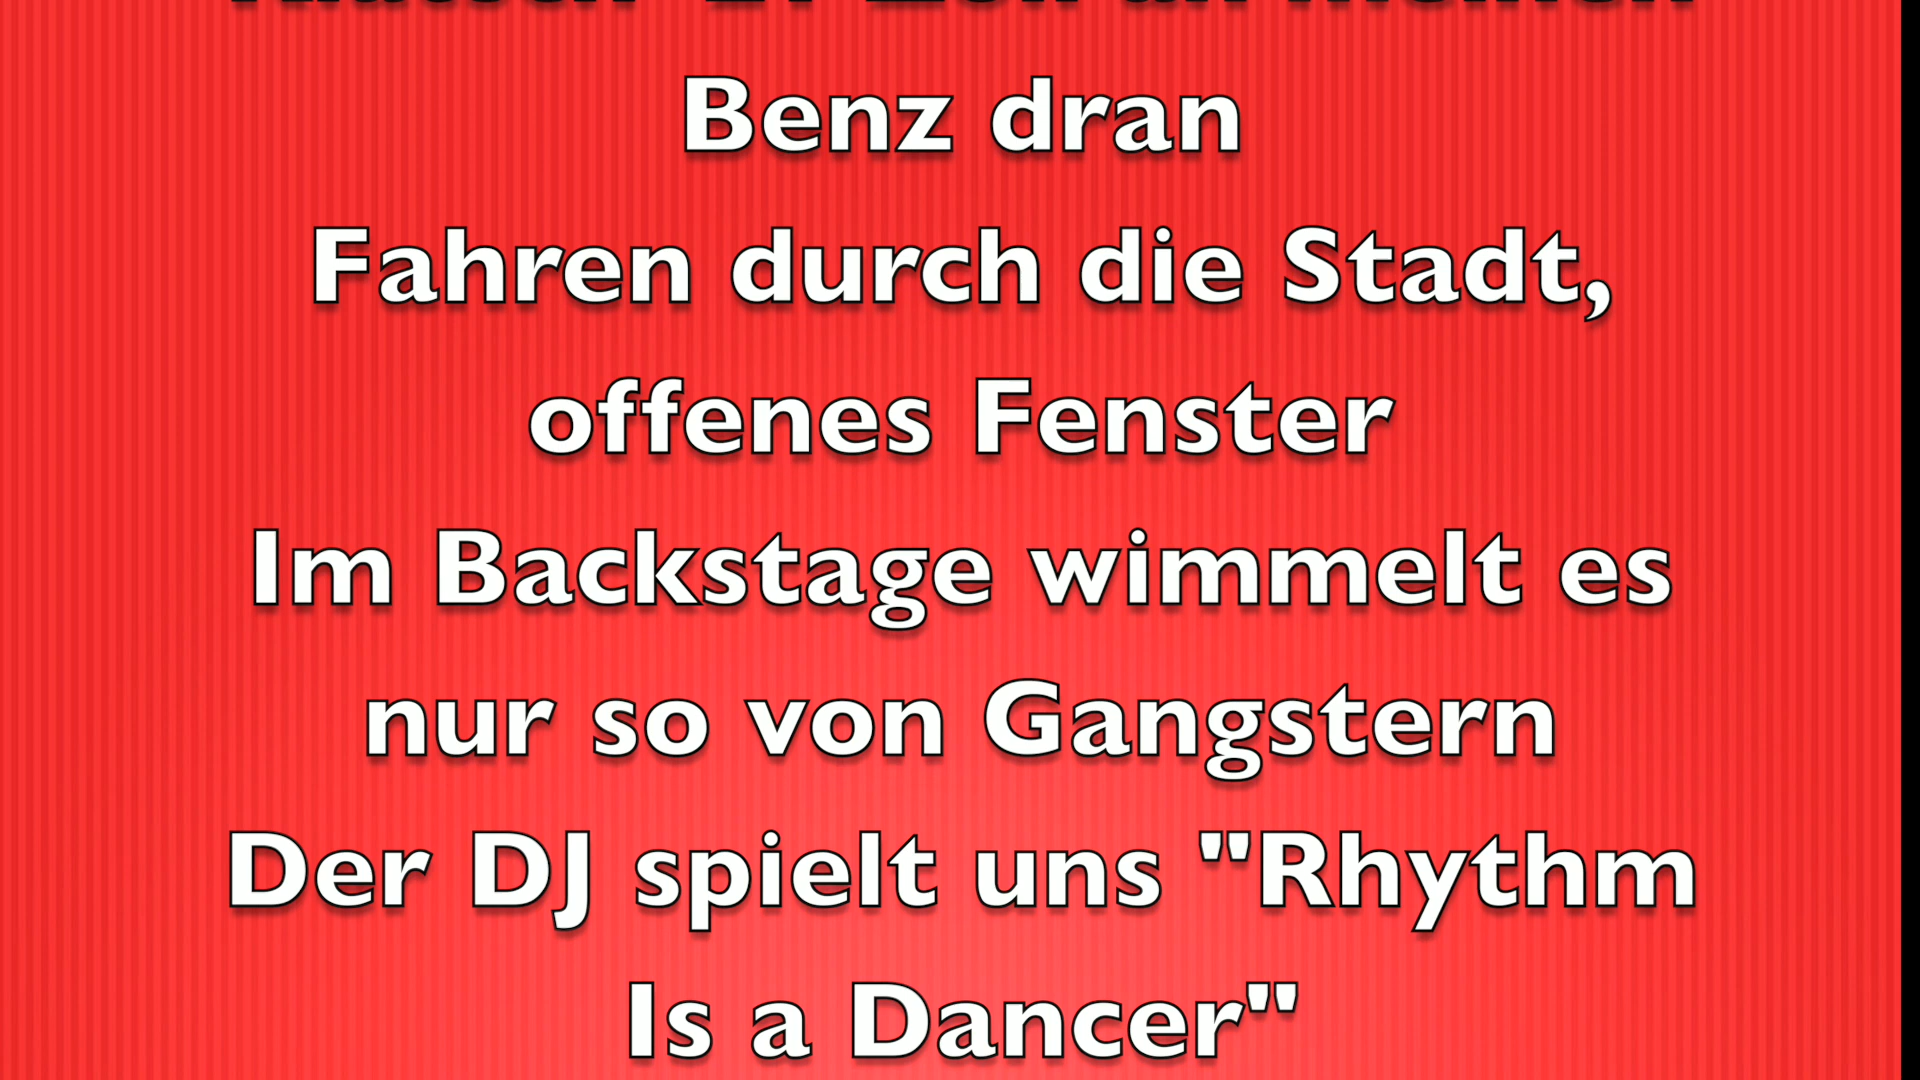 Benz dran
Fahren durch die Stadt,
offenes Fenster
Im Backstage wimmelt es
nur so von Gangstern
Der DJ spielt uns "Rhythm
Is a Dancer"